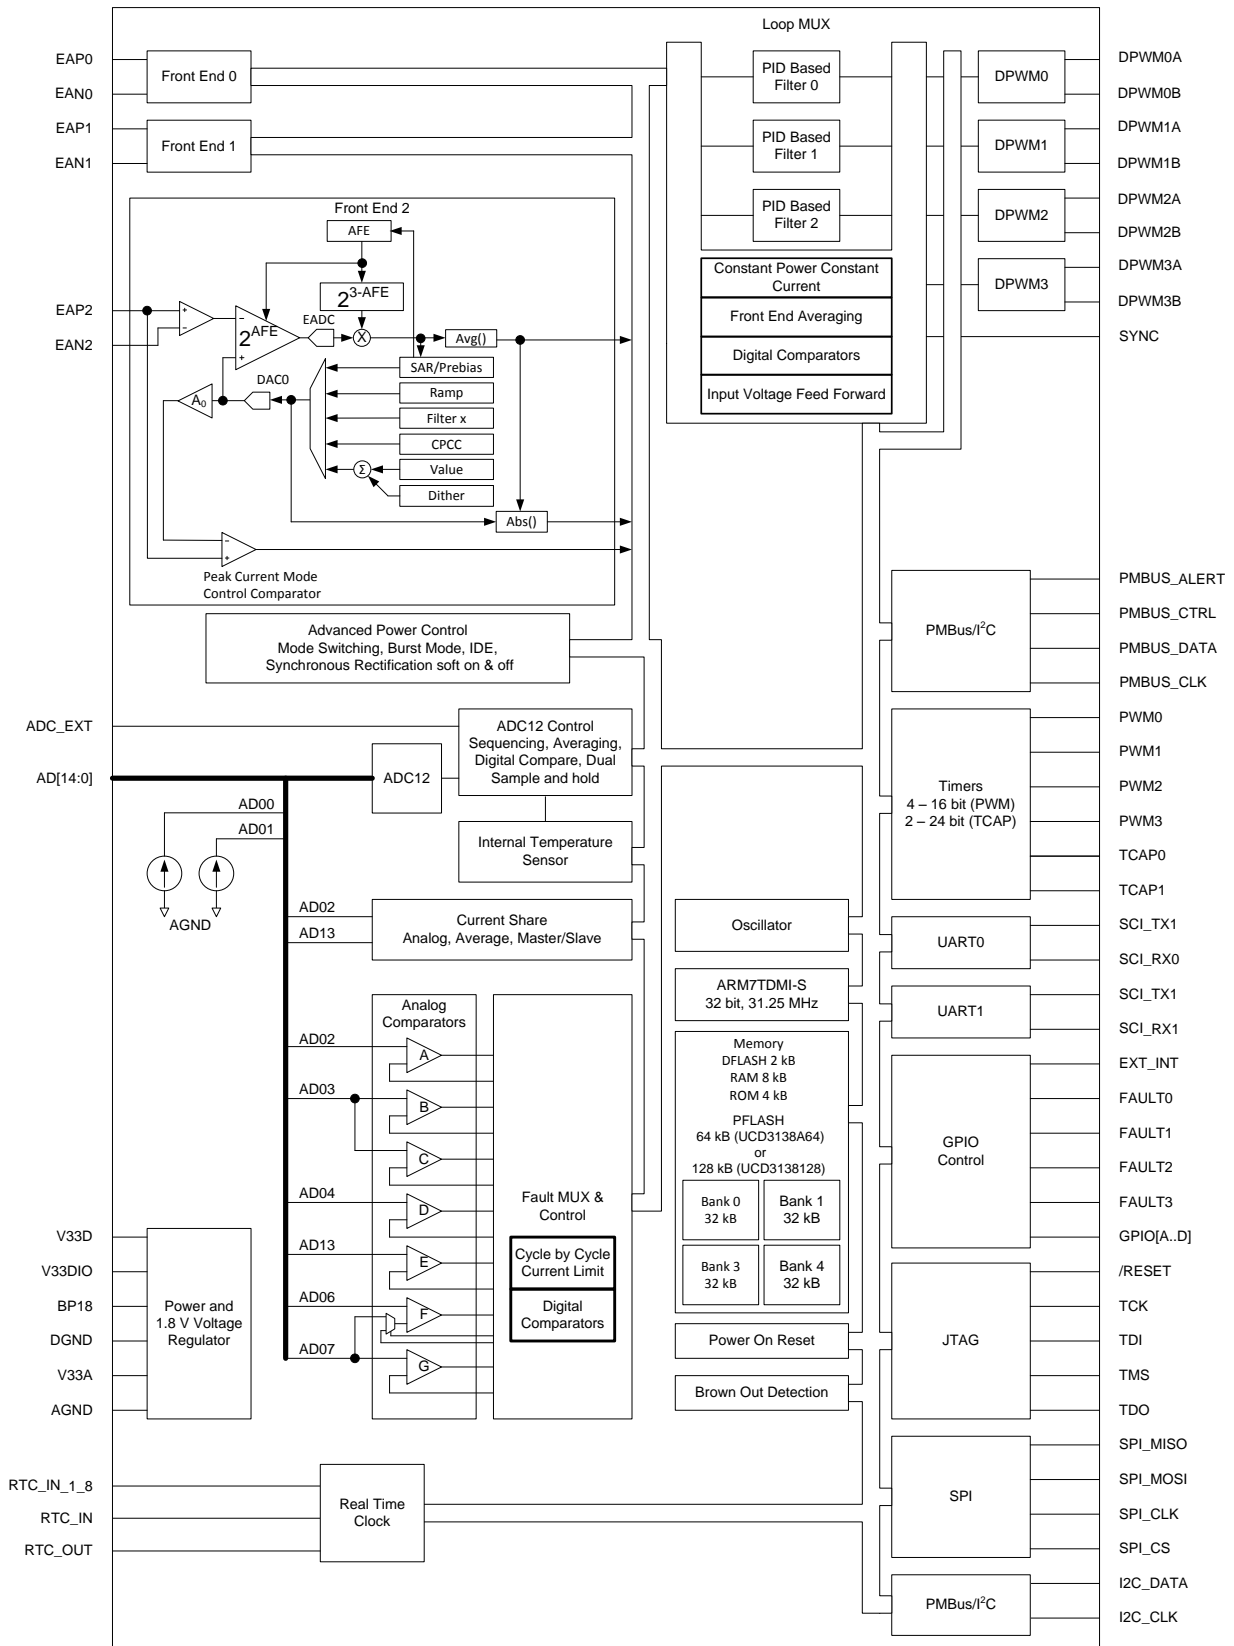 Loop MUX
EAP0
EAN0
EAP1
EAN1
Front End 0
Front End 1
PID Based
Filter 0
PID Based
Filter 1
PID Based
Filter 2
DPWM0
DPWM1
DPWM2
DPWM3
DPWM0A
DPWM0B
DPWM1A
DPWM1B
DPWM2A
DPWM2B
DPWM3A
DPWM3B
SYNC
Constant Power Constant
Current
Front End Averaging
Digital Comparators
Input Voltage Feed Forward
Front End 2
AFE
2^3-AFE
EAP2
EAN2
+
−
−
2^AFE
+
EADC
X
Avg()
DAC0
A₀
SAR/Prebias
Ramp
Filter x
CPCC
Σ
Value
Dither
Abs()
-
+
Peak Current Mode
Control Comparator
Advanced Power Control
Mode Switching, Burst Mode, IDE,
Synchronous Rectification soft on & off
ADC_EXT
AD[14:0]
ADC12
ADC12 Control
Sequencing, Averaging,
Digital Compare, Dual
Sample and hold
AD00
AD01
AGND
Internal Temperature
Sensor
AD02
AD13
Current Share
Analog, Average, Master/Slave
Analog
Comparators
AD02
AD03
AD04
AD13
AD06
AD07
A
B
C
D
E
F
G
Fault MUX &
Control
Cycle by Cycle
Current Limit
Digital
Comparators
V33D
V33DIO
BP18
DGND
V33A
AGND
Power and
1.8 V Voltage
Regulator
RTC_IN_1_8
RTC_IN
RTC_OUT
Real Time
Clock
Oscillator
ARM7TDMI-S
32 bit, 31.25 MHz
Memory
DFLASH 2 kB
RAM 8 kB
ROM 4 kB
PFLASH
64 kB (UCD3138A64)
or
128 kB (UCD3138128)
Bank 0
32 kB
Bank 1
32 kB
Bank 3
32 kB
Bank 4
32 kB
Power On Reset
Brown Out Detection
PMBus/I²C
PMBUS_ALERT
PMBUS_CTRL
PMBUS_DATA
PMBUS_CLK
Timers
4 – 16 bit (PWM)
2 – 24 bit (TCAP)
PWM0
PWM1
PWM2
PWM3
TCAP0
TCAP1
UART0
SCI_TX1
SCI_RX0
UART1
SCI_TX1
SCI_RX1
GPIO
Control
EXT_INT
FAULT0
FAULT1
FAULT2
FAULT3
GPIO[A..D]
JTAG
/RESET
TCK
TDI
TMS
TDO
SPI
SPI_MISO
SPI_MOSI
SPI_CLK
SPI_CS
PMBus/I²C
I2C_DATA
I2C_CLK